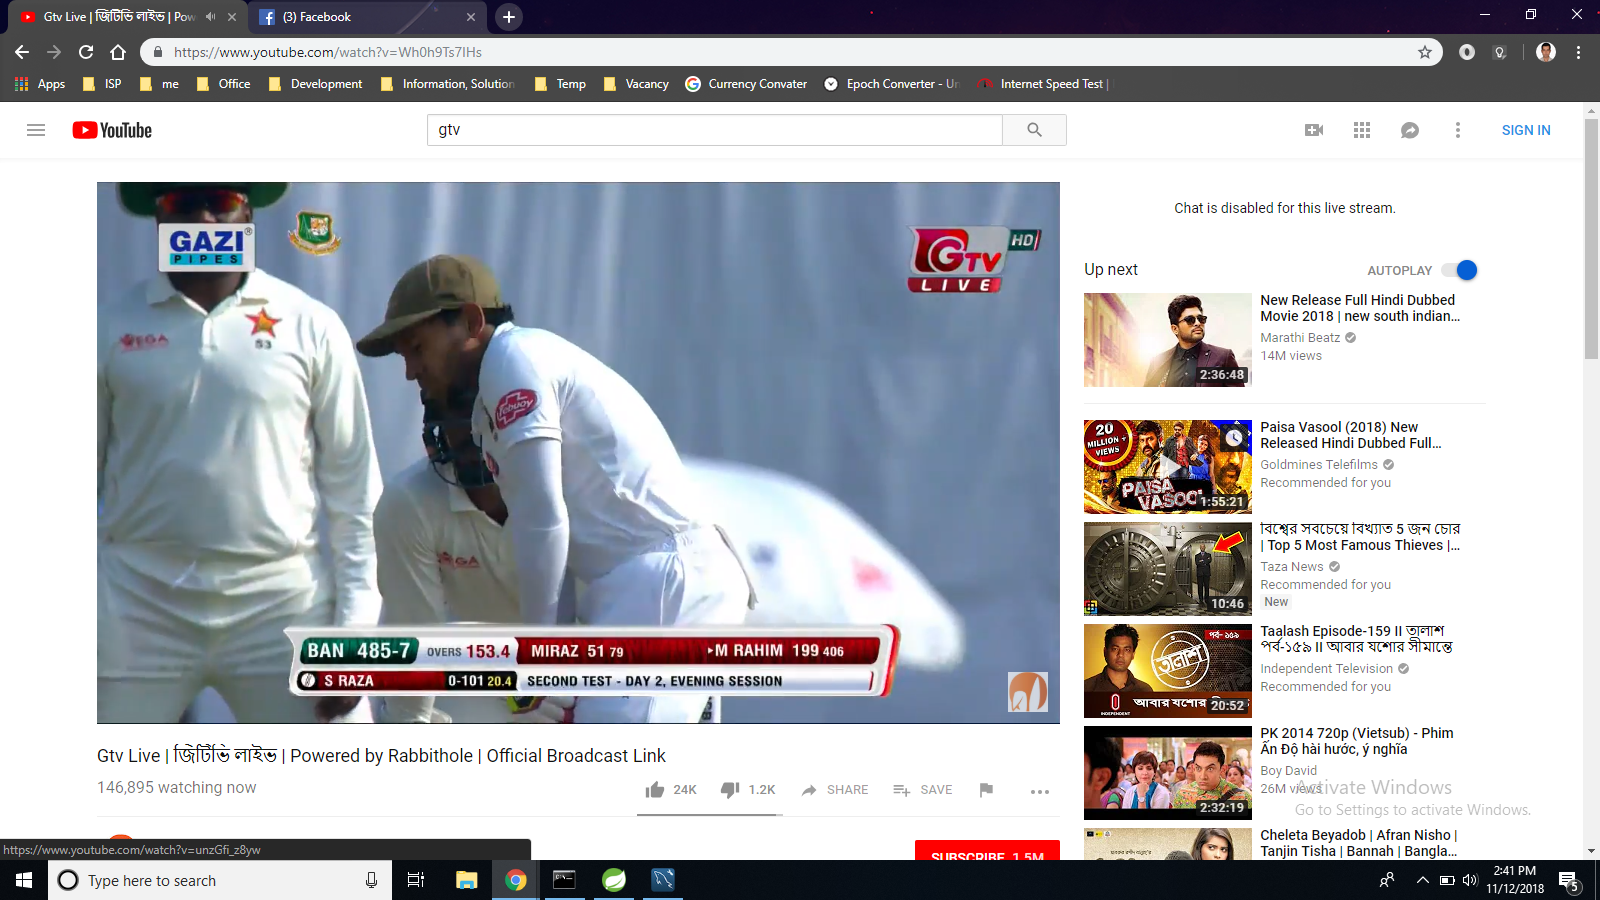 Gtv Live | জিটিভি লাইভ | Pow
(3) Facebook
https://www.youtube.com/watch?v=Wh0h9Ts7IHs
Apps
ISP
me
Office
Development
Information, Solution
Temp
Vacancy
Currency Convater
Epoch Converter - Un
Internet Speed Test |
YouTube
gtv
SIGN IN
GAZI®
PIPES
GTV HD
LIVE
53
BAN 485-7 OVERS 153.4 MIRAZ 51 79 M RAHIM 199 406
S RAZA 0-101 20.4 SECOND TEST - DAY 2, EVENING SESSION
Gtv Live | জিটিভি লাইভ | Powered by Rabbithole | Official Broadcast Link
146,895 watching now
24K
1.2K
SHARE
SAVE
SUBSCRIBE 1.5M
Chat is disabled for this live stream.
Up next
AUTOPLAY
New Release Full Hindi Dubbed
Movie 2018 | new south indian...
Marathi Beatz
14M views
2:36:48
20
MILLION +
VIEWS
PAISA
VASOOL
1:55:21
Paisa Vasool (2018) New
Released Hindi Dubbed Full...
Goldmines Telefilms
Recommended for you
10:46
বিশ্বের সবচেয়ে বিখ্যাত 5 জন চোর
| Top 5 Most Famous Thieves |...
Taza News
Recommended for you
New
পর্ব- ১৫৯
তালাশ
INDEPENDENT
আবার যশোর
20:52
Taalash Episode-159 II তালাশ
পর্ব-১৫৯ II আবার যশোর সীমান্তে
Independent Television
Recommended for you
2:32:19
PK 2014 720p (Vietsub) - Phim
Ấn Độ hài hước, ý nghĩa
Boy David
26M views
Activate Windows
Go to Settings to activate Windows.
Cheleta Beyadob | Afran Nisho |
Tanjin Tisha | Bannah | Bangla...
https://www.youtube.com/watch?v=unzGfi_z8yw
Type here to search
2:41 PM
11/12/2018
5